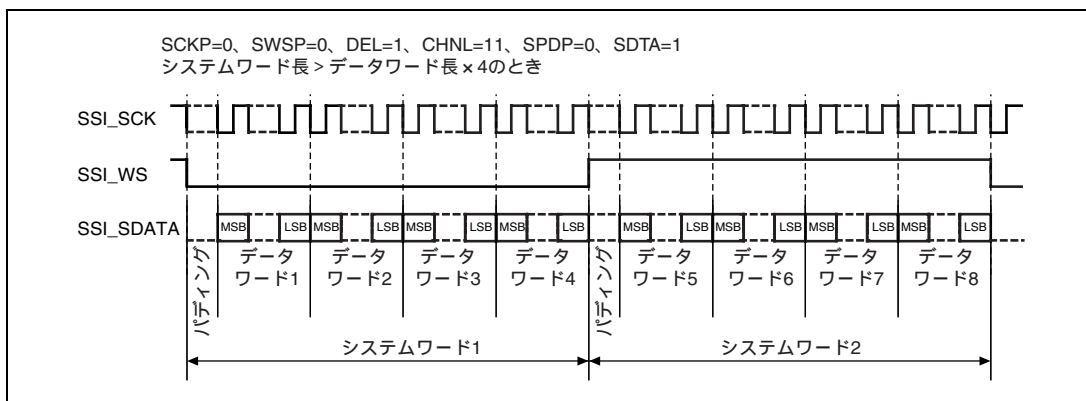 SCKP=0、SWSP=0、DEL=1、CHNL=11、SPDP=0、SDTA=1
システムワード長 > データワード長×4のとき
SSI_SCK
SSI_WS
SSI_SDATA
MSB LSB MSB LSB MSB LSB MSB LSB MSB LSB MSB LSB MSB LSB MSB LSB
パディング
データ
ワード1
データ
ワード2
データ
ワード3
データ
ワード4
パディング
データ
ワード5
データ
ワード6
データ
ワード7
データ
ワード8
システムワード1
システムワード2